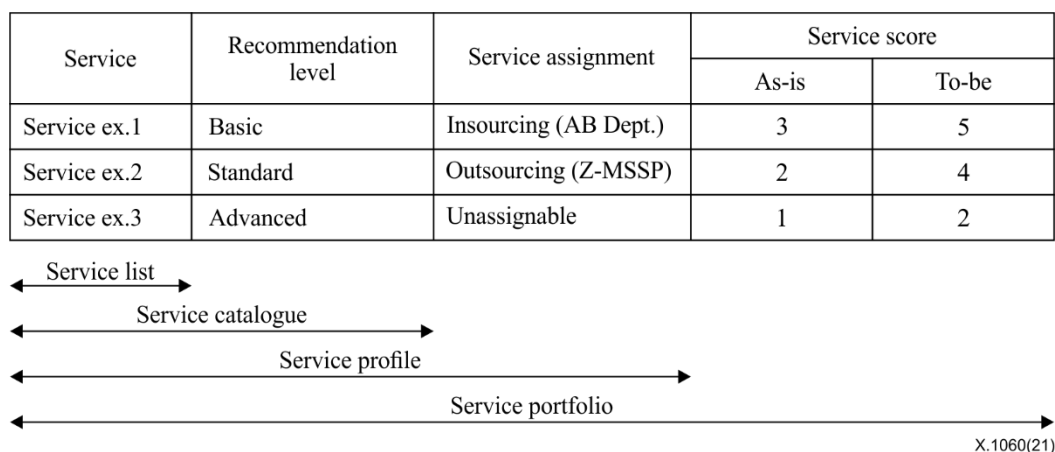 Service
Recommendation
level
Service assignment
Service score
As-is
To-be
Service ex.1 Basic Insourcing (AB Dept.) 3 5
Service ex.2 Standard Outsourcing (Z-MSSP) 2 4
Service ex.3 Advanced Unassignable 1 2
Service list
Service catalogue
Service profile
Service portfolio
X.1060(21)